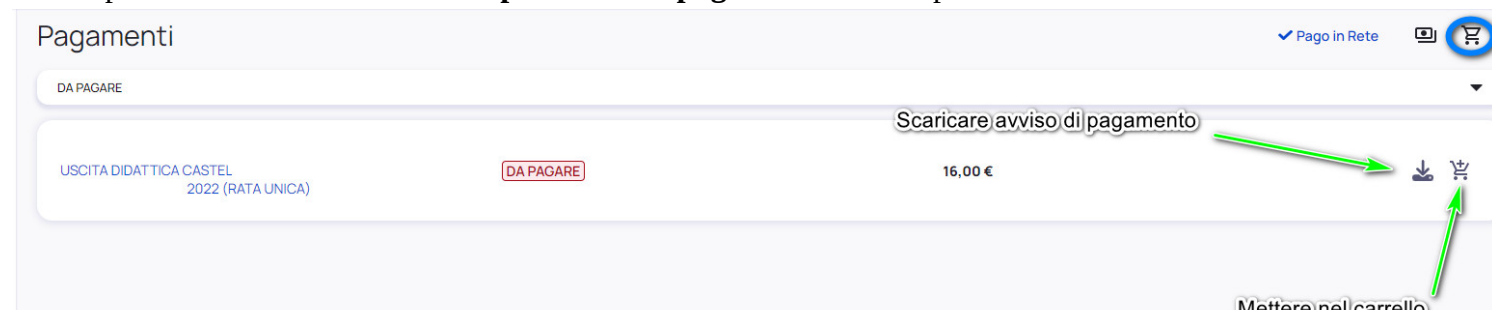 Pagamenti
Pago in Rete
DA PAGARE
Scaricare avviso di pagamento
USCITA DIDATTICA CASTEL
2022 (RATA UNICA)
DA PAGARE
16,00 €
Mettere nel carrello